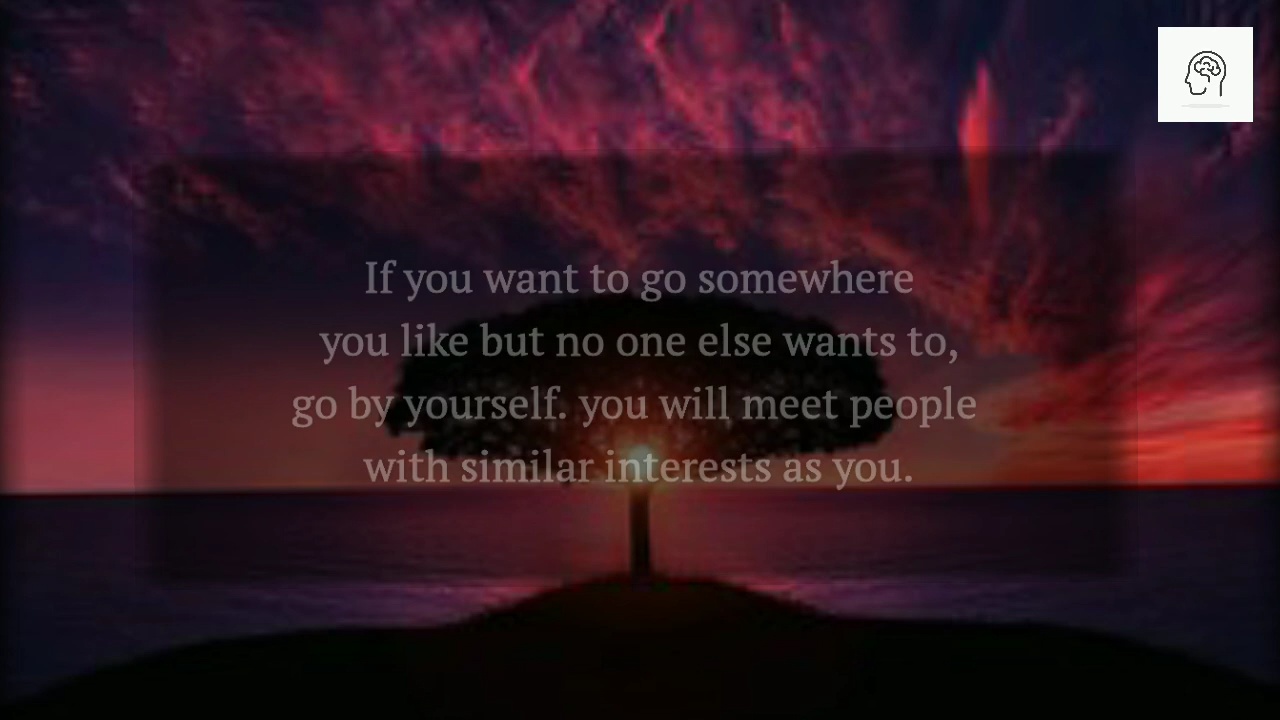 If you want to go somewhere
you like but no one else wants to,
go by yourself. you will meet people
with similar interests as you.